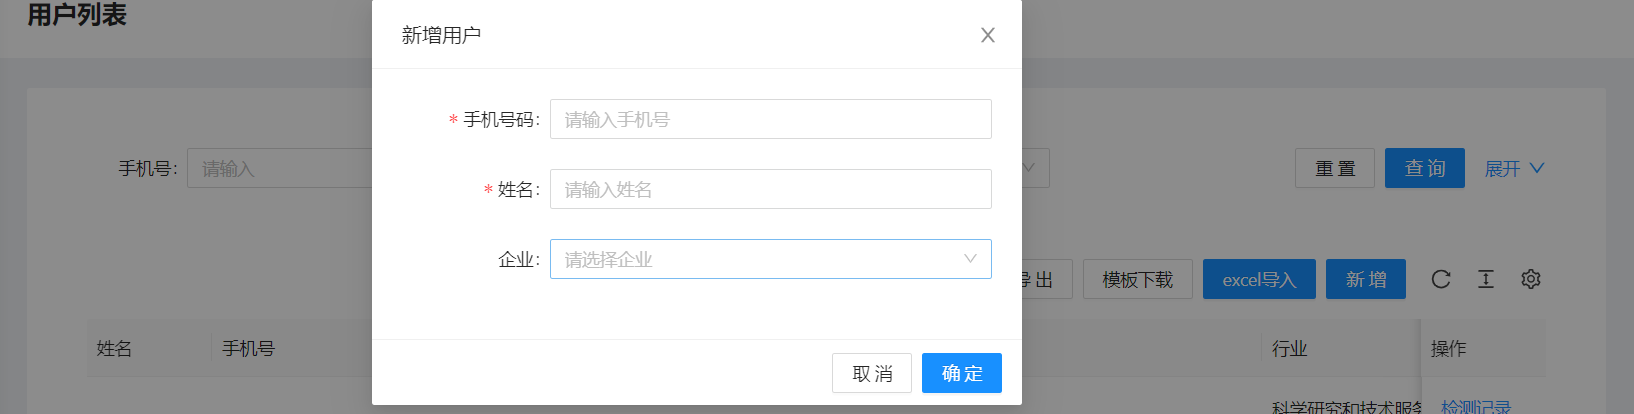 用户列表
新增用户
* 手机号码: 请输入手机号
手机号: 请输入
重置 查询 展开
* 姓名: 请输入姓名
企业: 请选择企业
出 模板下载 excel导入 新增
姓名 手机号 行业 操作
取消 确定
科学研究和技术服务 检测记录